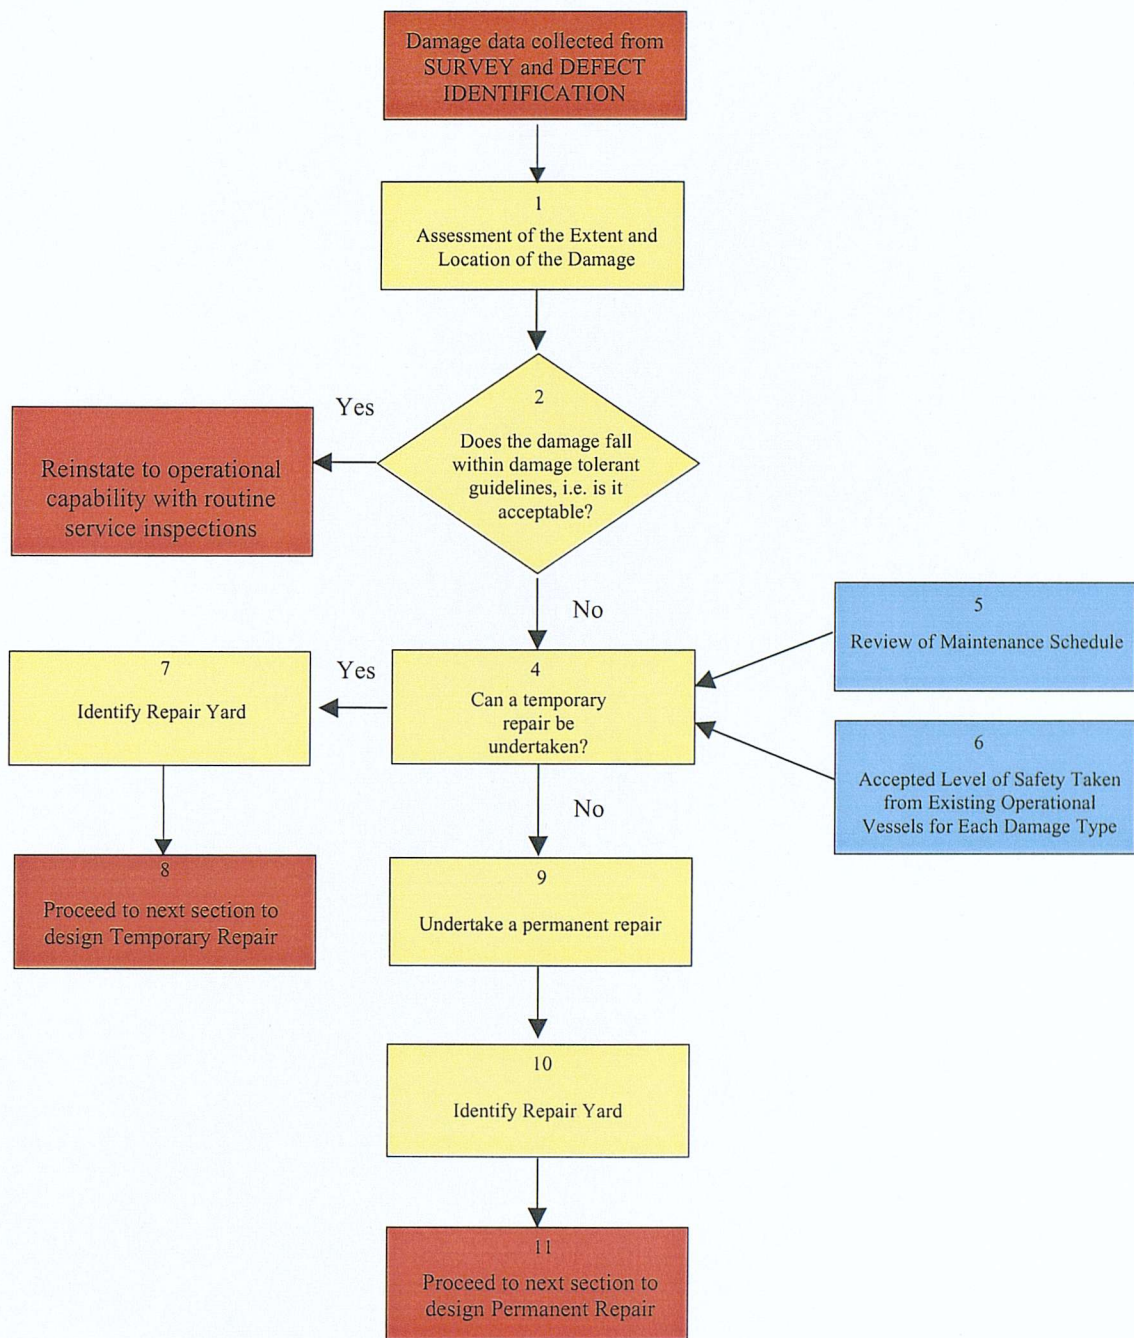 Damage data collected from
SURVEY and DEFECT
IDENTIFICATION
1
Assessment of the Extent and
Location of the Damage
2
Does the damage fall
within damage tolerant
guidelines, i.e. is it
acceptable?
Yes
Reinstate to operational
capability with routine
service inspections
No
5
Review of Maintenance Schedule
4
Can a temporary
repair be
undertaken?
Yes
7
Identify Repair Yard
6
Accepted Level of Safety Taken
from Existing Operational
Vessels for Each Damage Type
No
8
Proceed to next section to
design Temporary Repair
9
Undertake a permanent repair
10
Identify Repair Yard
11
Proceed to next section to
design Permanent Repair